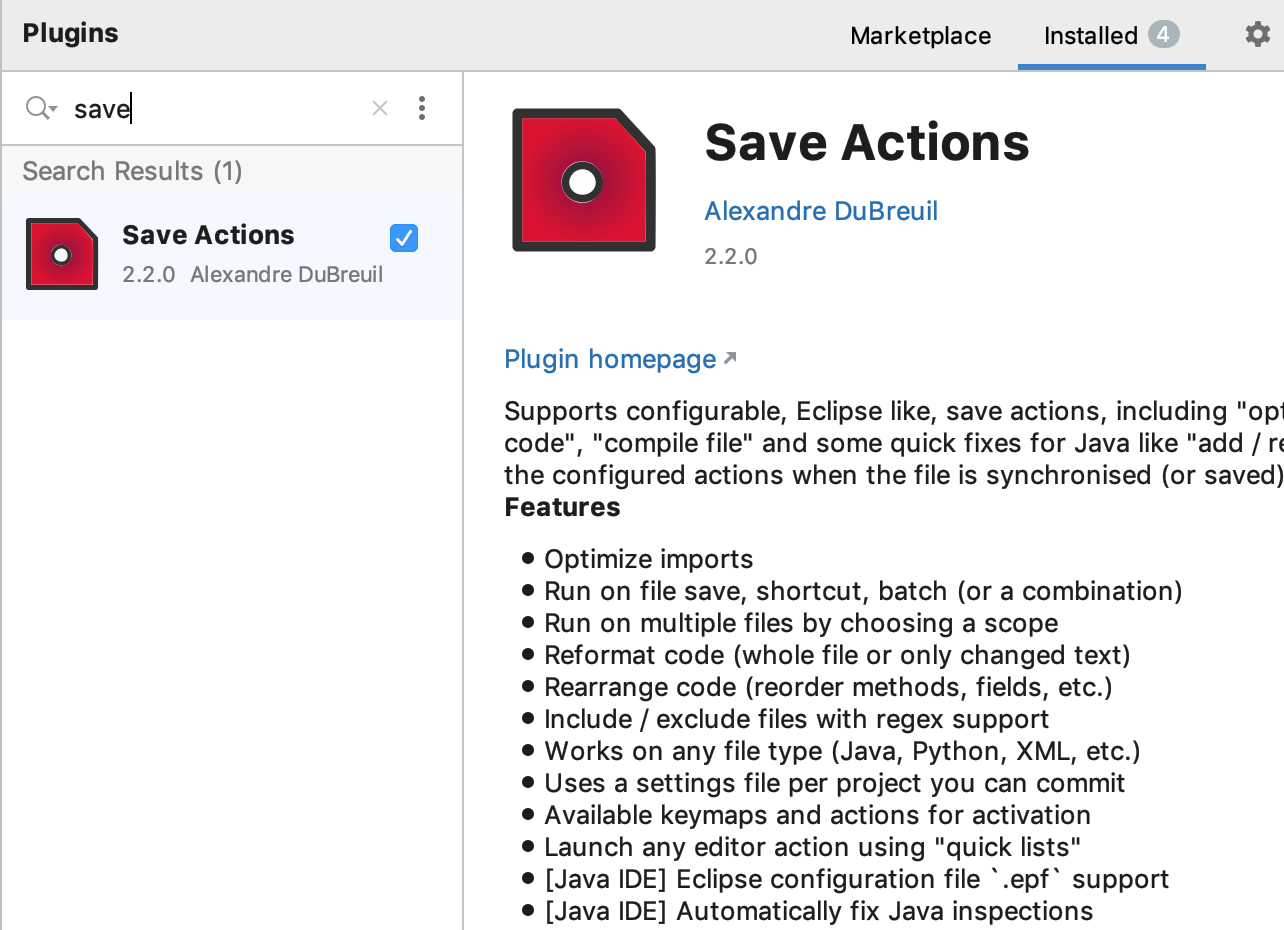 Plugins
Marketplace
Installed 4
save
Search Results (1)
Save Actions
2.2.0 Alexandre DuBreuil
Save Actions
Alexandre DuBreuil
2.2.0
Plugin homepage
Supports configurable, Eclipse like, save actions, including "opt
code", "compile file" and some quick fixes for Java like "add / re
the configured actions when the file is synchronised (or saved)
Features
• Optimize imports
• Run on file save, shortcut, batch (or a combination)
• Run on multiple files by choosing a scope
• Reformat code (whole file or only changed text)
• Rearrange code (reorder methods, fields, etc.)
• Include / exclude files with regex support
• Works on any file type (Java, Python, XML, etc.)
• Uses a settings file per project you can commit
• Available keymaps and actions for activation
• Launch any editor action using "quick lists"
• [Java IDE] Eclipse configuration file `.epf` support
• [Java IDE] Automatically fix Java inspections